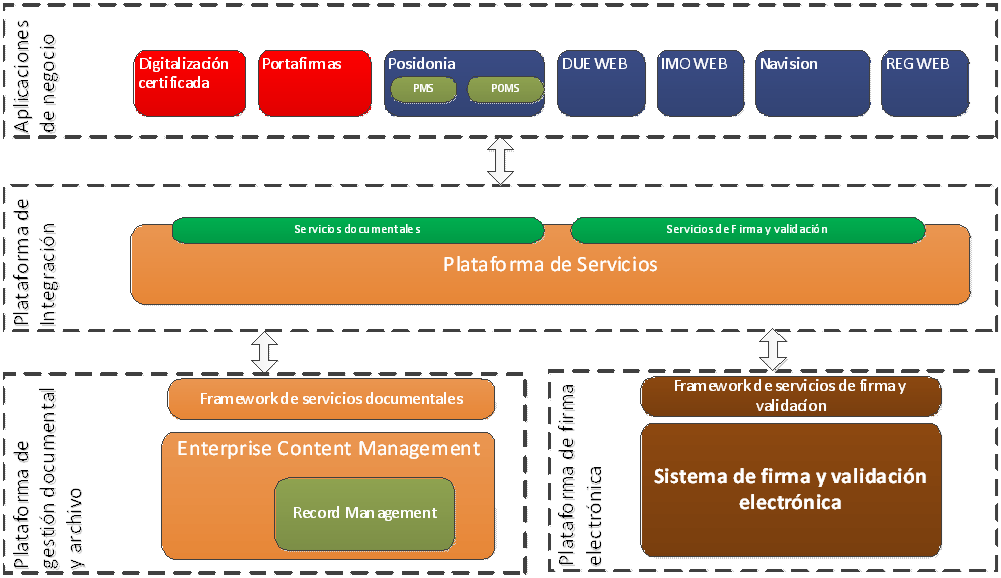 Aplicaciones
de negocio
Digitalización
certificada
Portafirmas
Posidonia
PMS
POMS
DUE WEB
IMO WEB
Navision
REG WEB
Plataforma de
Integración
Servicios documentales
Servicios de Firma y validación
Plataforma de Servicios
Plataforma de
gestión documental
y archivo
Framework de servicios documentales
Enterprise Content Management
Record Management
Plataforma de firma
electrónica
Framework de servicios de firma y
validacíon
Sistema de firma y validación
electrónica